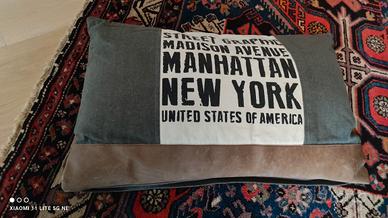 STREET
MADISON AVENUE
MANHATTAN
NEW YORK
UNITED STATES OF AMERICA
XIAOMI 11 LITE 5G NE